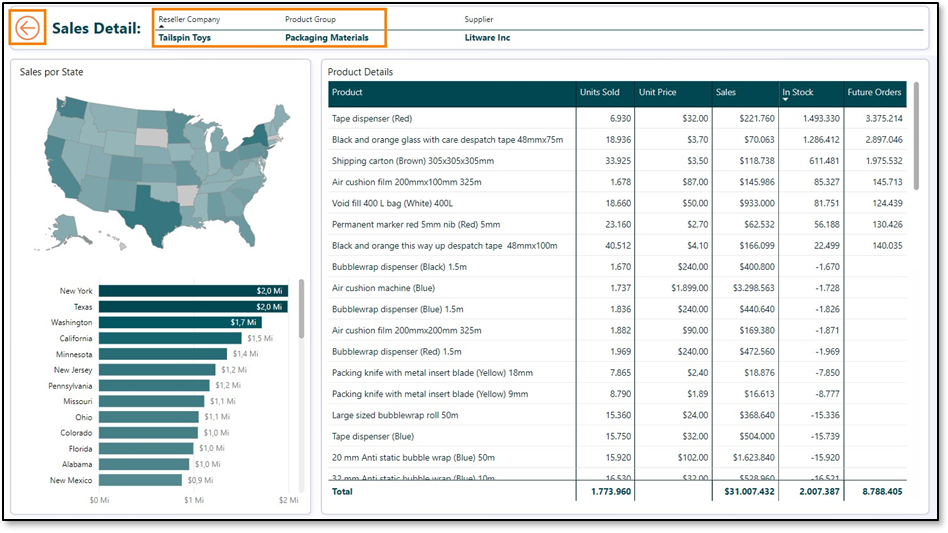 Sales Detail:
Reseller Company Product Group Supplier
Tailspin Toys Packaging Materials Litware Inc
Sales por State
New York $2,0 Mi
Texas $2,0 Mi
Washington $1,7 Mi
California $1,5 Mi
Minnesota $1,4 Mi
New Jersey $1,2 Mi
Pennsylvania $1,2 Mi
Missouri $1,1 Mi
Ohio $1,1 Mi
Colorado $1,0 Mi
Florida $1,0 Mi
Alabama $1,0 Mi
New Mexico $0,9 Mi
$0 Mi $1 Mi $2 Mi
Product Details
Product Units Sold Unit Price Sales In Stock Future Orders
Tape dispenser (Red) 6.930 $32,00 $221.760 1.493.330 3.375.214
Black and orange glass with care despatch tape 48mmx75m 18.936 $3,70 $70.063 1.286.412 2.897.046
Shipping carton (Brown) 305x305x305mm 33.925 $3,50 $118.738 611.481 1.975.532
Air cushion film 200mmx100mm 325m 1.678 $87,00 $145.986 85.327 145.713
Void fill 400 L bag (White) 400L 18.660 $50,00 $933.000 81.751 124.439
Permanent marker red 5mm nib (Red) 5mm 23.160 $2,70 $62.532 56.188 130.426
Black and orange this way up despatch tape 48mmx100m 40.512 $4,10 $166.099 22.499 140.035
Bubblewrap dispenser (Black) 1.5m 1.670 $240,00 $400.800 -1.670
Air cushion machine (Blue) 1.737 $1.899,00 $3.298.563 -1.728
Bubblewrap dispenser (Blue) 1.5m 1.836 $240,00 $440.640 -1.826
Air cushion film 200mmx200mm 325m 1.882 $90,00 $169.380 -1.871
Bubblewrap dispenser (Red) 1.5m 1.969 $240,00 $472.560 -1.969
Packing knife with metal insert blade (Yellow) 18mm 7.865 $2,40 $18.876 -7.850
Packing knife with metal insert blade (Yellow) 9mm 8.790 $1,89 $16.613 -8.777
Large sized bubblewrap roll 50m 15.360 $24,00 $368.640 -15.336
Tape dispenser (Blue) 15.750 $32,00 $504.000 -15.739
20 mm Anti static bubble wrap (Blue) 50m 15.920 $102,00 $1.623.840 -15.920
32 mm Anti static bubble wrap (Blue) 10m 16.530 $32,00 $528.960 -16.521
Total 1.773.960 $31.007.432 2.007.387 8.788.405